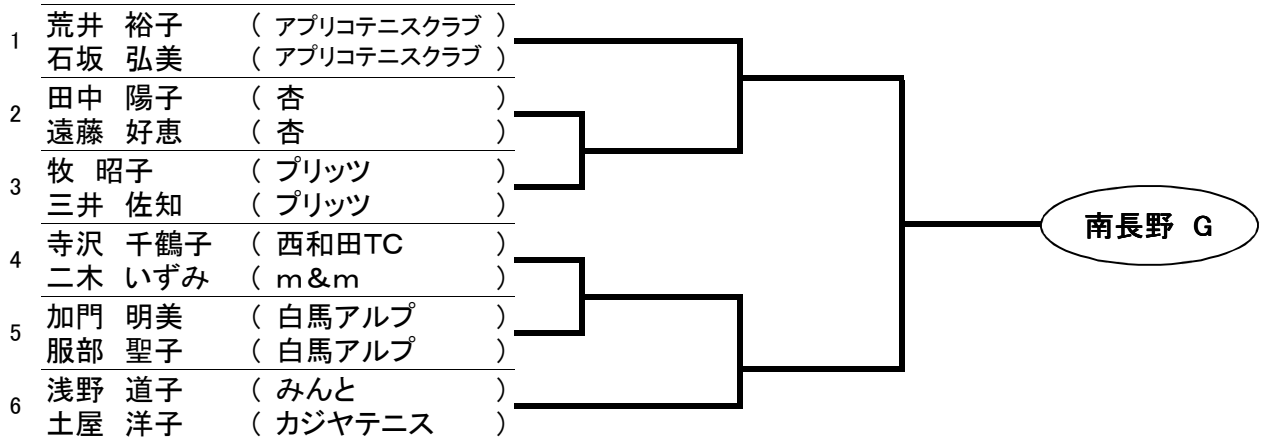 1 荒井 裕子 ( アプリコテニスクラブ )
石坂 弘美 ( アプリコテニスクラブ )
2 田中 陽子 ( 杏 )
遠藤 好恵 ( 杏 )
3 牧 昭子 ( プリッツ )
三井 佐知 ( プリッツ )
4 寺沢 千鶴子 ( 西和田TC )
二木 いずみ ( m&m )
5 加門 明美 ( 白馬アルプ )
服部 聖子 ( 白馬アルプ )
6 浅野 道子 ( みんと )
土屋 洋子 ( カジヤテニス )
南長野 G